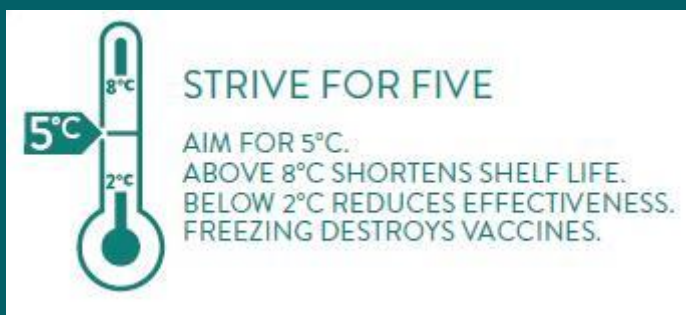 8°C
5°C
2°C
STRIVE FOR FIVE
AIM FOR 5°C.
ABOVE 8°C SHORTENS SHELF LIFE.
BELOW 2°C REDUCES EFFECTIVENESS.
FREEZING DESTROYS VACCINES.